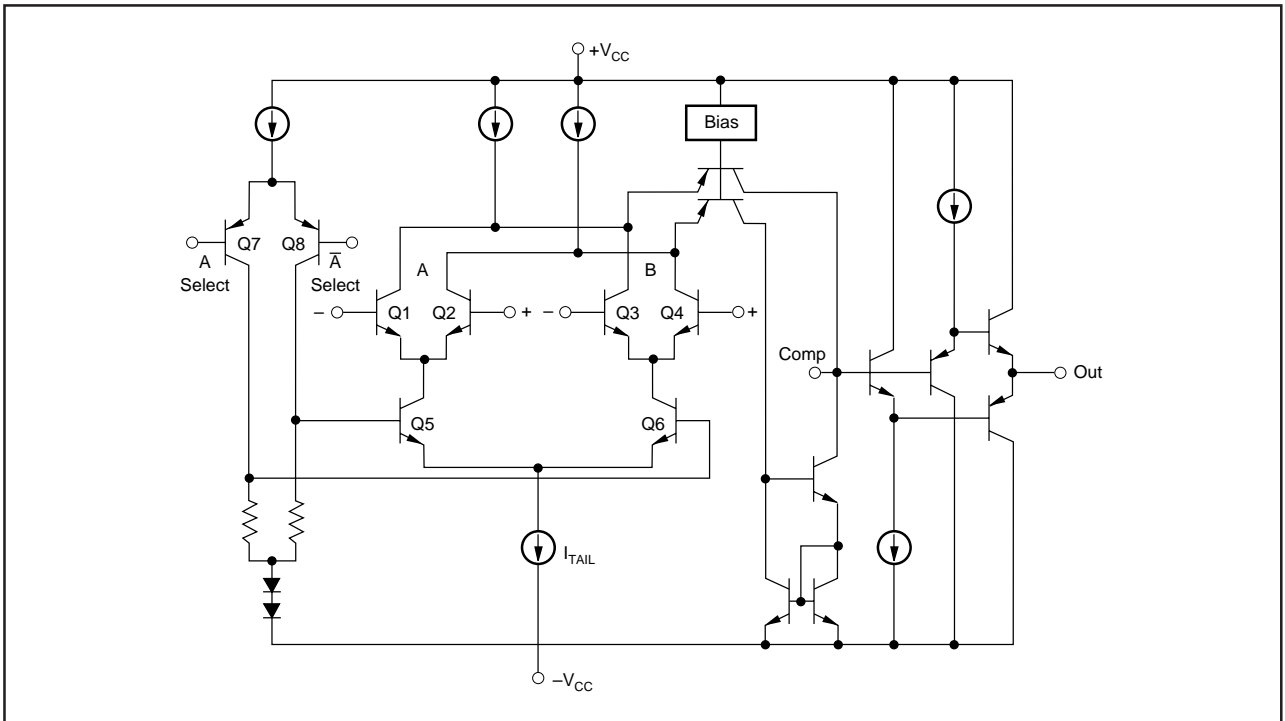 +VCC
Bias
Q7
Q8
A
Select
A̅
Select
A
B
–
Q1
Q2
+
–
Q3
Q4
+
Comp
Out
Q5
Q6
ITAIL
–VCC